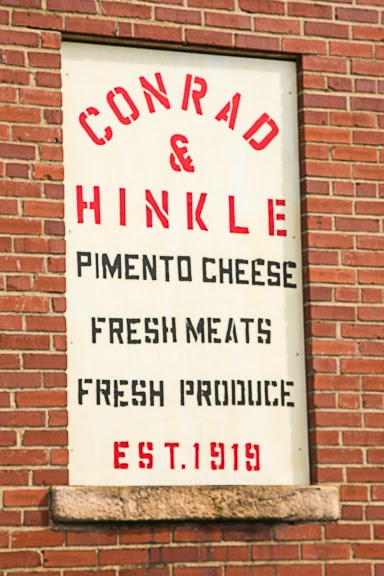 CONRAD
&
HINKLE
PIMENTO CHEESE
FRESH MEATS
FRESH PRODUCE
EST. 1919